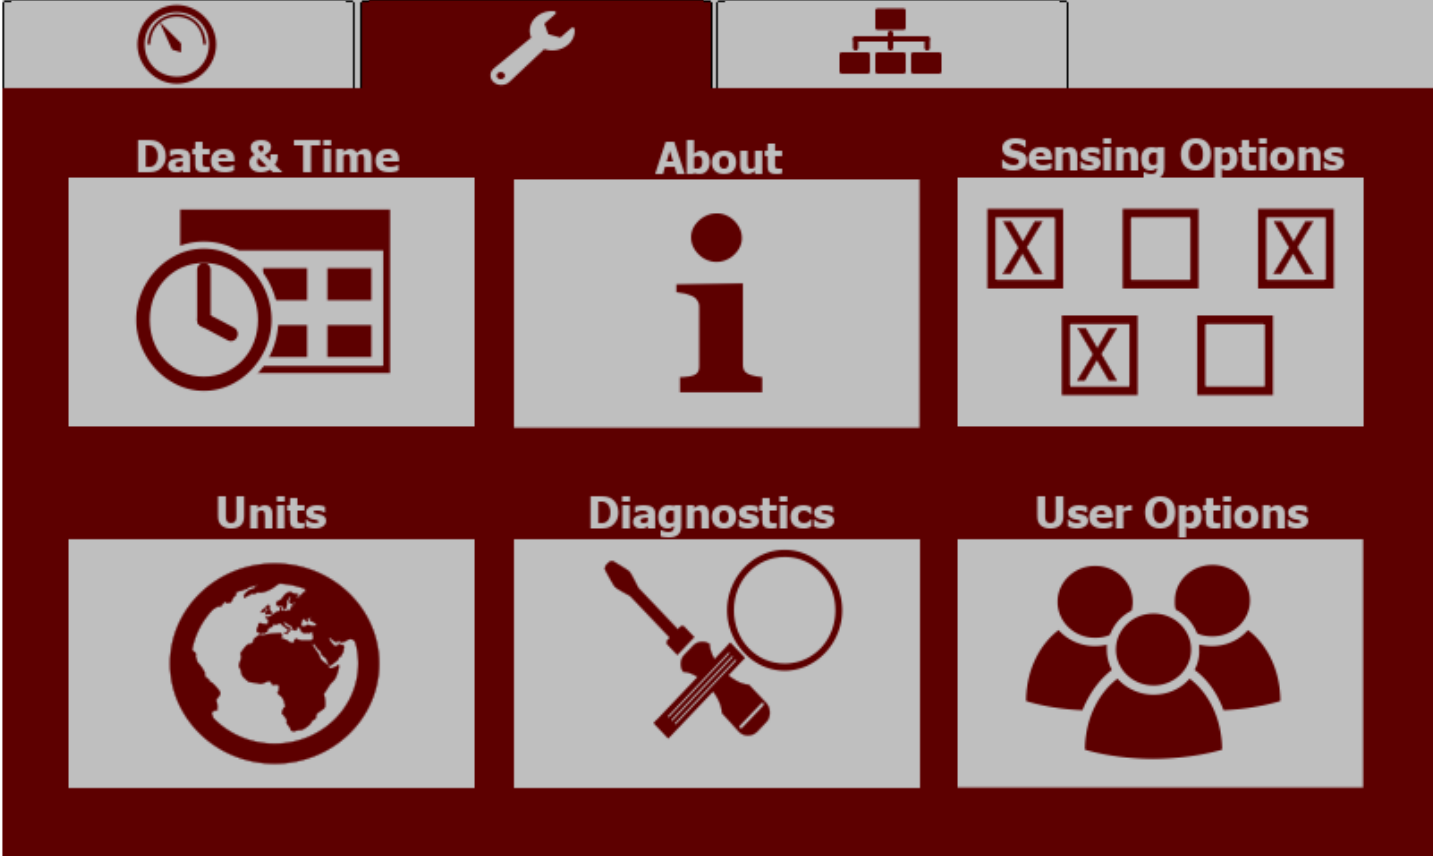 Date & Time
About
Sensing Options
X
X
X
Units
Diagnostics
User Options